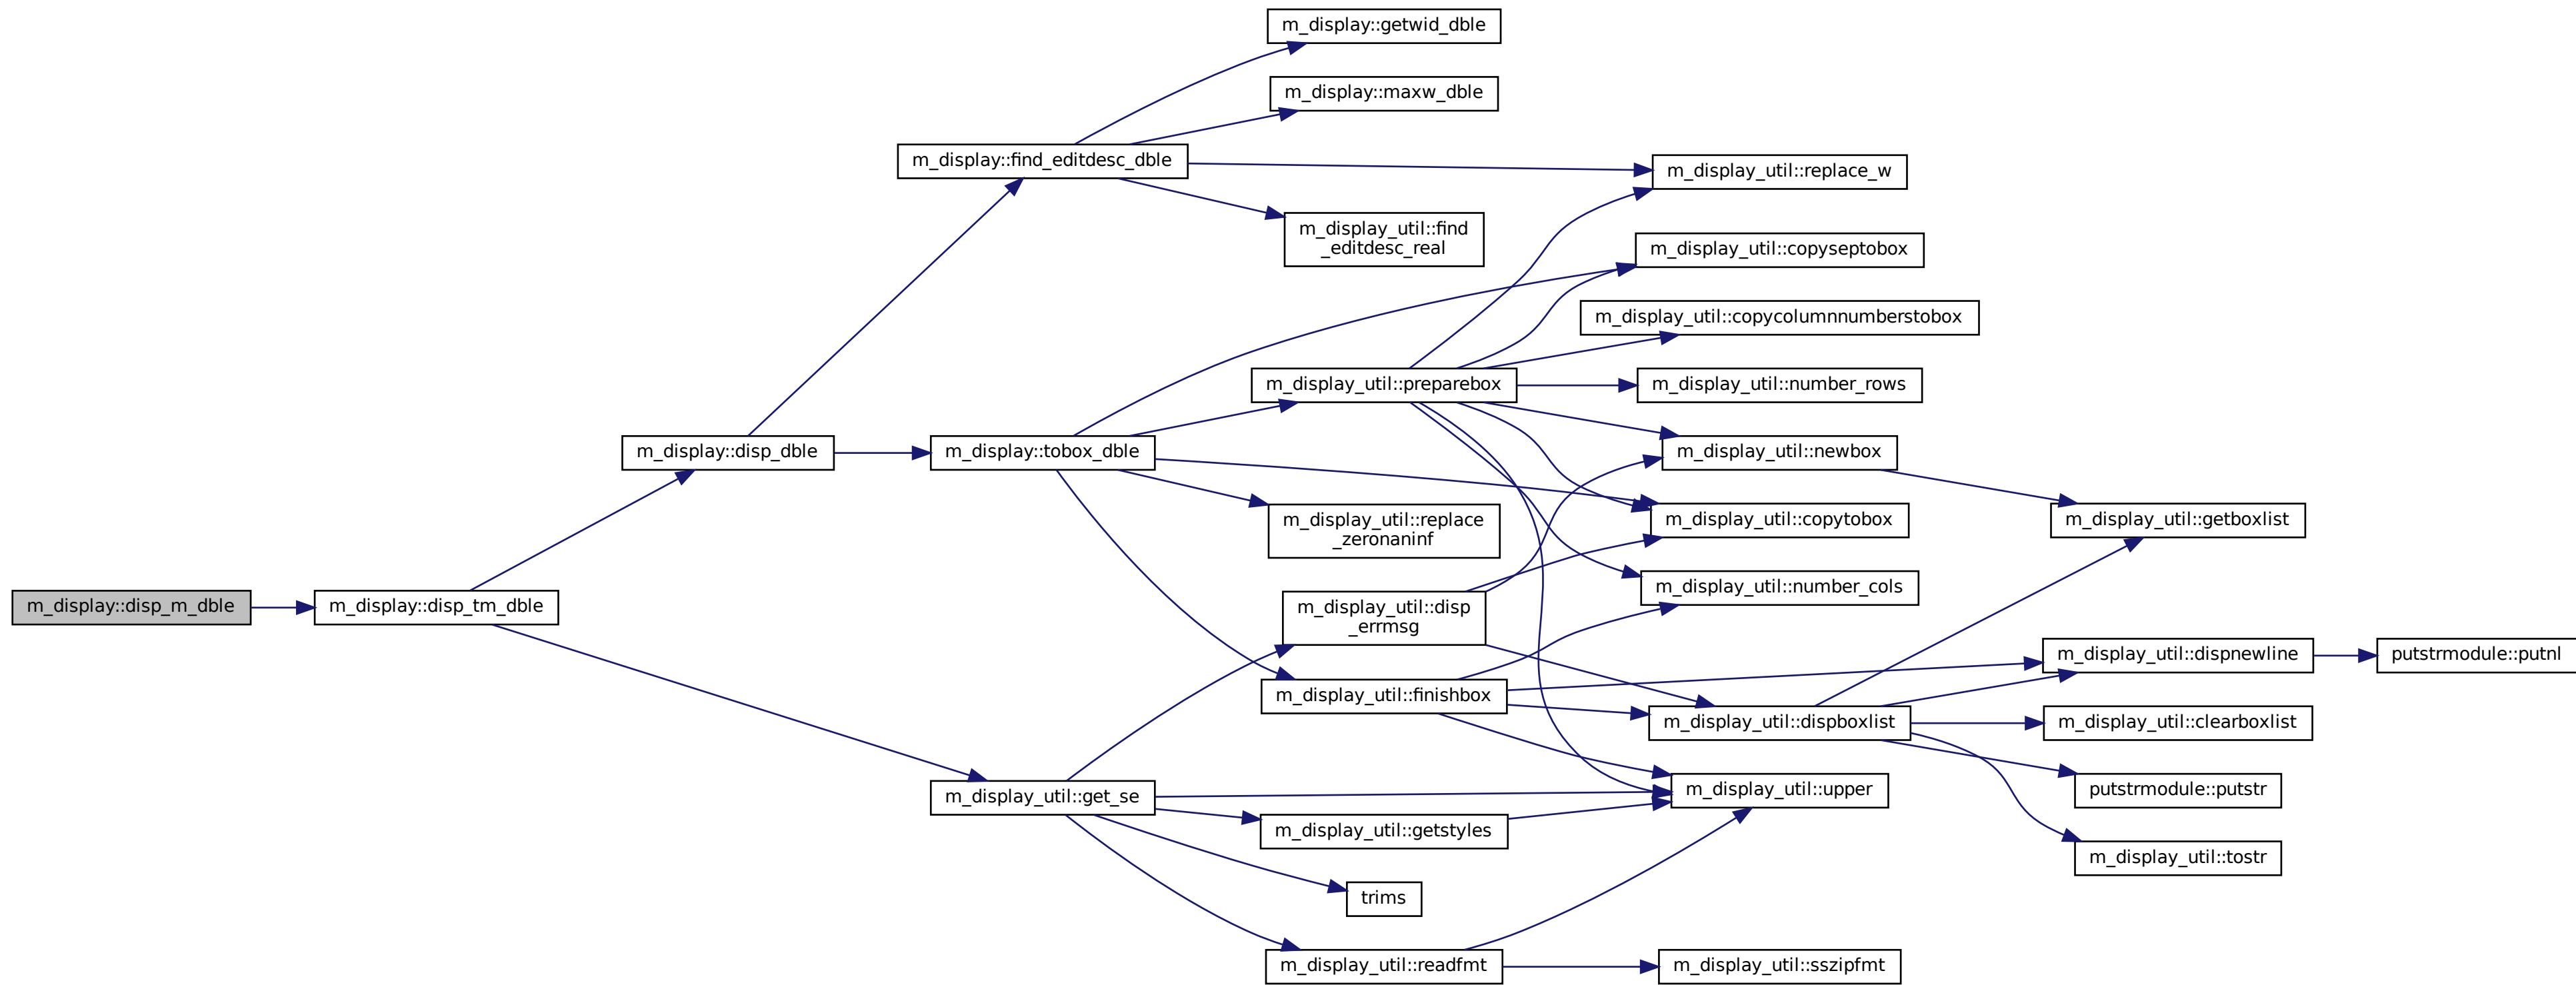 m_display::disp_m_dble
m_display::disp_tm_dble
m_display::disp_dble
m_display::find_editdesc_dble
m_display::tobox_dble
m_display_util::get_se
m_display::getwid_dble
m_display::maxw_dble
m_display_util::find
_editdesc_real
m_display_util::preparebox
m_display_util::replace
_zeronaninf
m_display_util::disp
_errmsg
m_display_util::finishbox
m_display_util::getstyles
trims
m_display_util::readfmt
m_display_util::replace_w
m_display_util::copyseptobox
m_display_util::copycolumnnumberstobox
m_display_util::number_rows
m_display_util::newbox
m_display_util::copytobox
m_display_util::number_cols
m_display_util::dispboxlist
m_display_util::upper
m_display_util::sszipfmt
m_display_util::getboxlist
m_display_util::dispnewline
m_display_util::clearboxlist
putstrmodule::putstr
m_display_util::tostr
putstrmodule::putnl